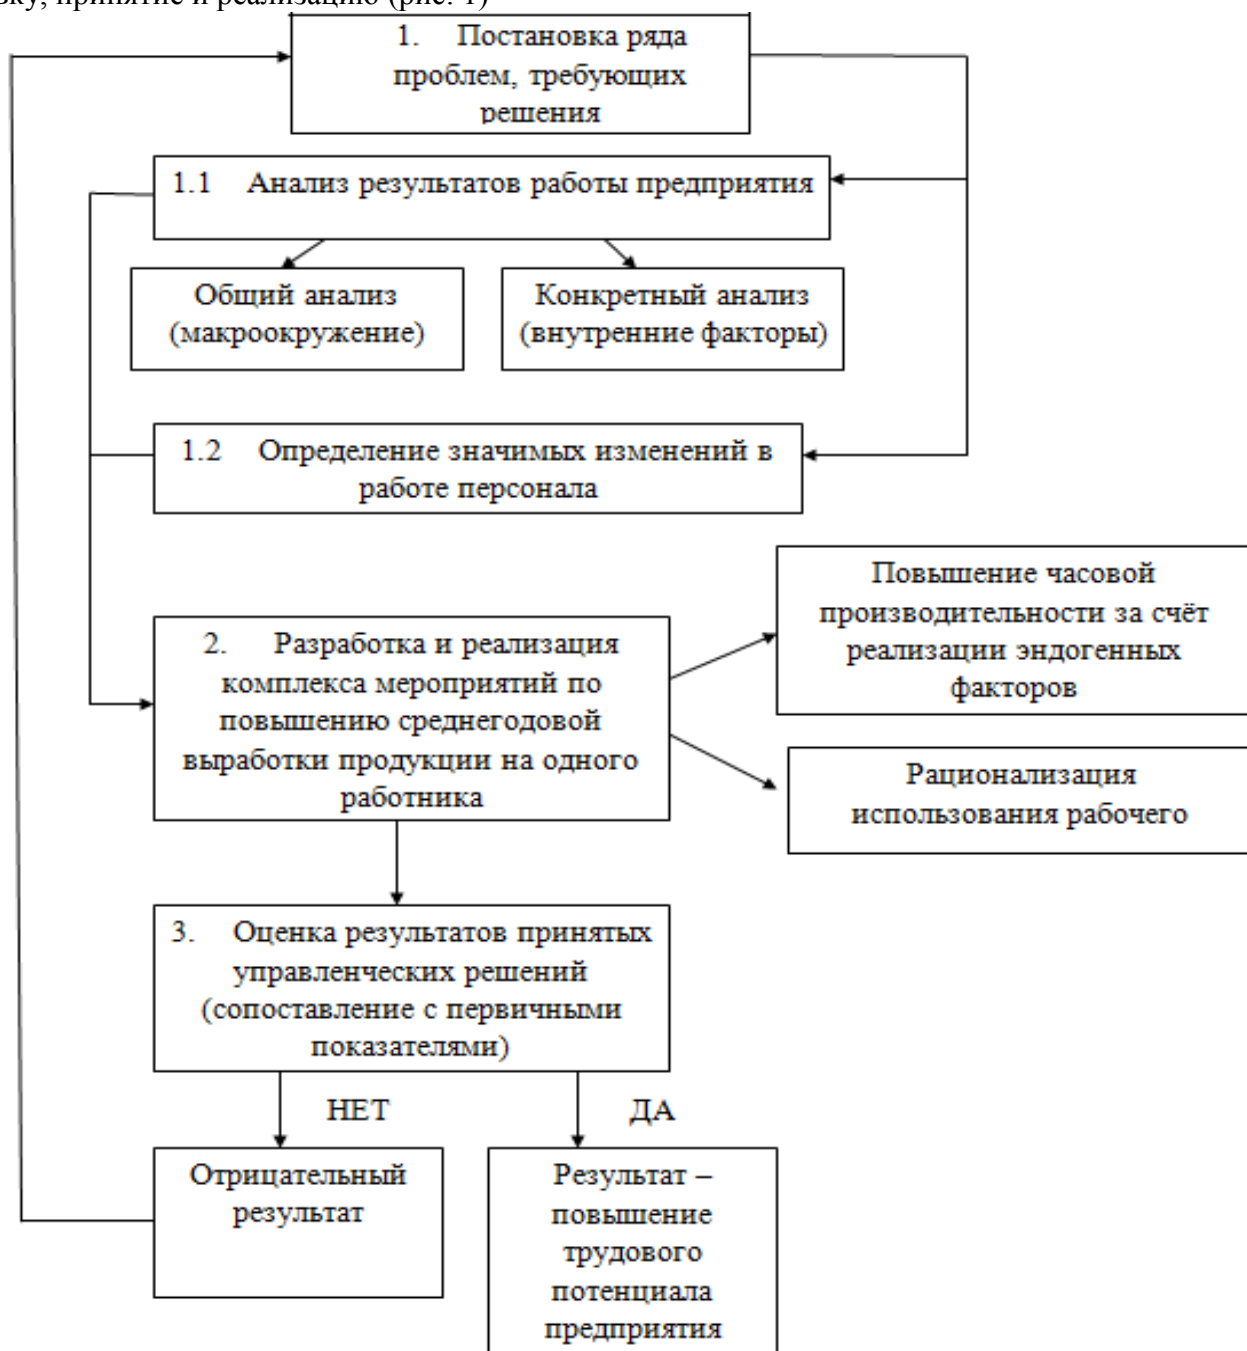 принятие и реализацию (рис. 1)
1. Постановка ряда
проблем, требующих
решения
1.1 Анализ результатов работы предприятия
Общий анализ
(макроокружение)
Конкретный анализ
(внутренние факторы)
1.2 Определение значимых изменений в
работе персонала
Повышение часовой
производительности за счёт
реализации эндогенных
факторов
2. Разработка и реализация
комплекса мероприятий по
повышению среднегодовой
выработки продукции на одного
работника
Рационализация
использования рабочего
3. Оценка результатов принятых
управленческих решений
(сопоставление с первичными
показателями)
НЕТ
ДА
Отрицательный
результат
Результат –
повышение
трудового
потенциала
предприятия